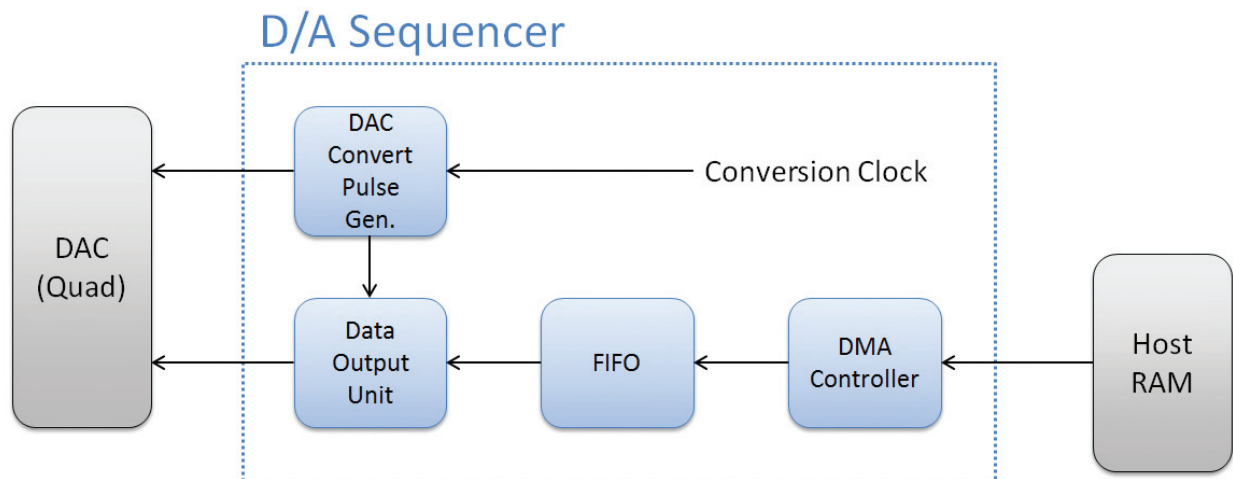 D/A Sequencer
DAC
Convert
Pulse
Gen.
Conversion Clock
DAC
(Quad)
Data
Output
Unit
FIFO
DMA
Controller
Host
RAM